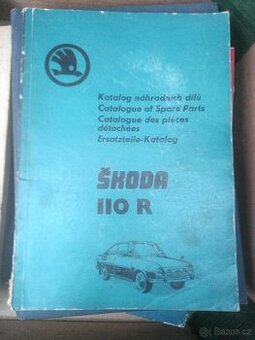 Katalog náhradních dílů
Catalogue of Spare Parts
Catalogue des pièces
détachées
Ersatzteile-Katalog
ŠKODA
110 R
Bazos.cz